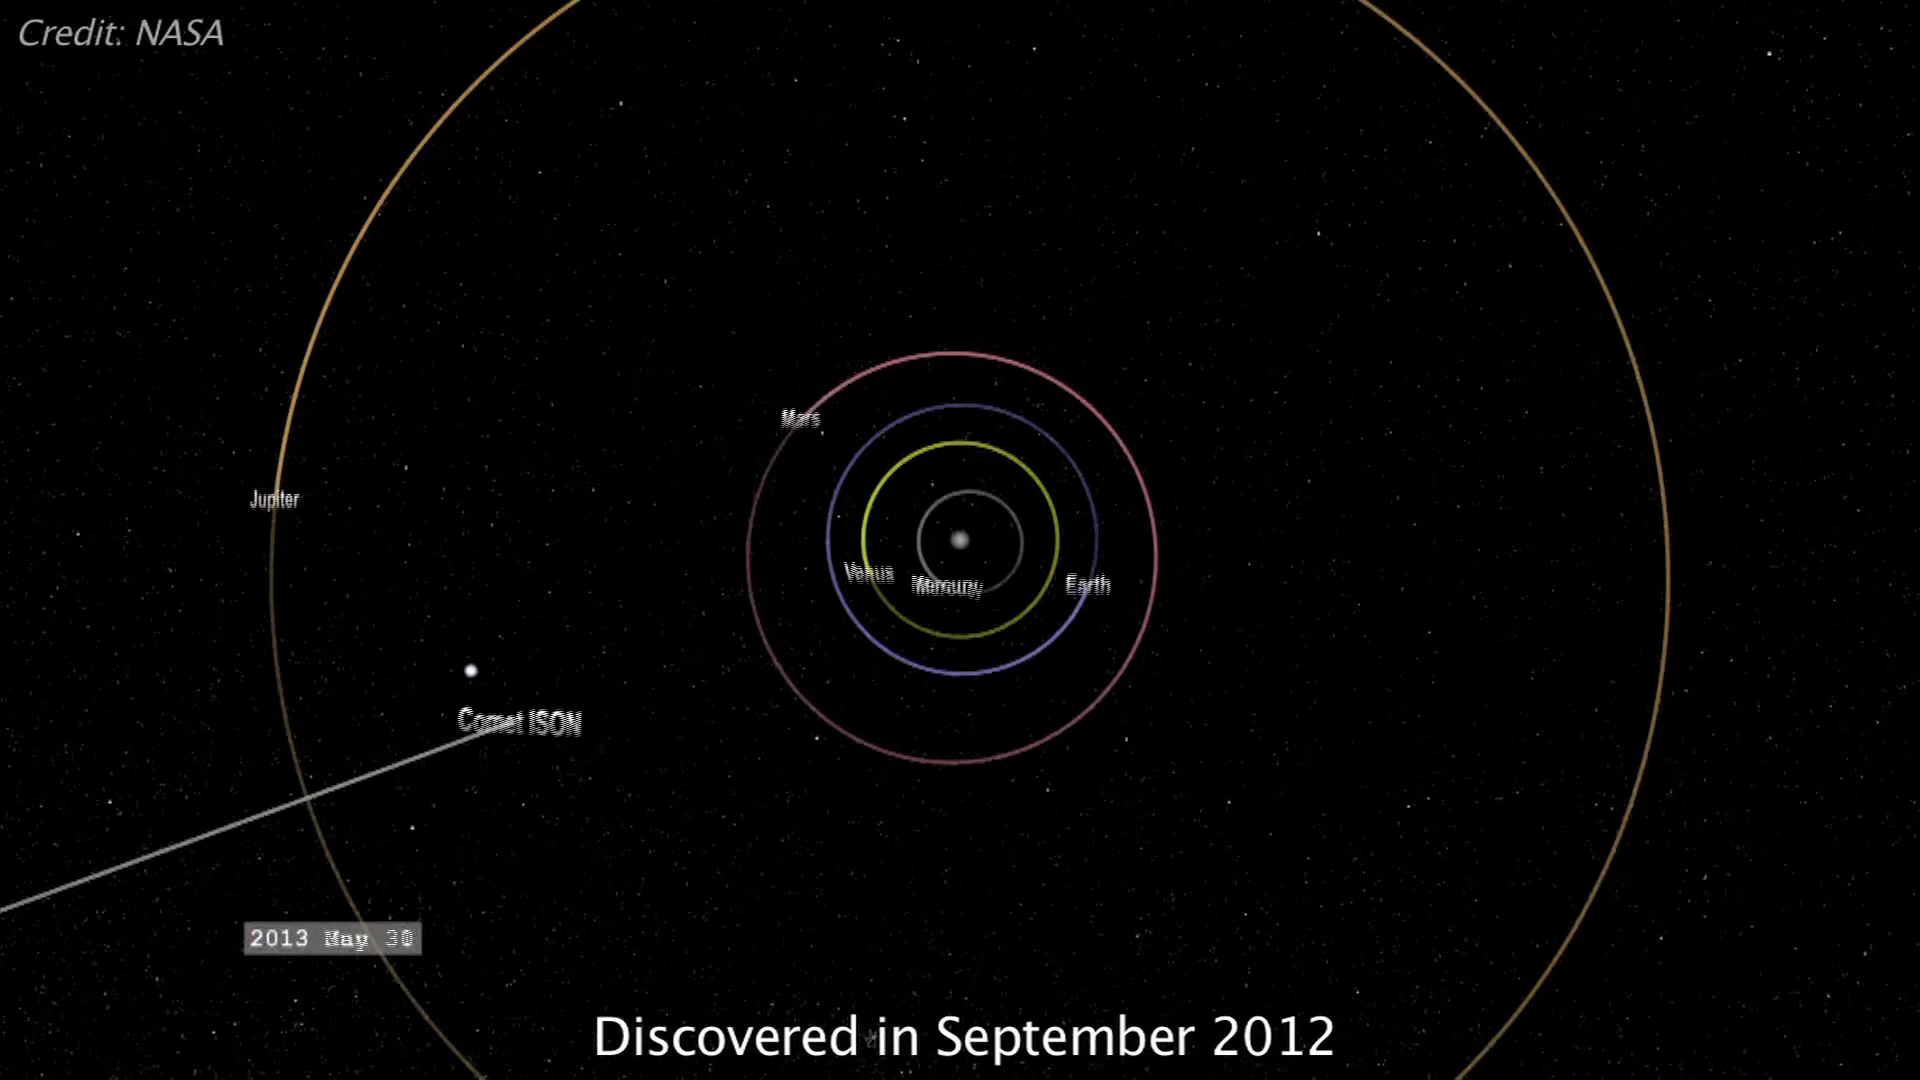 Credit: NASA
Mars
Jupiter
Venus
Mercury
Earth
Comet ISON
2013 May 30
Discovered in September 2012